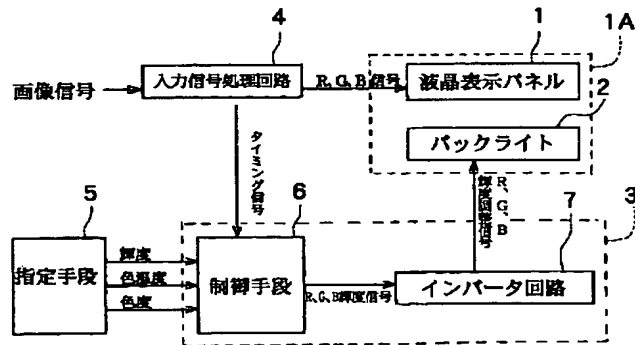 4
1
1A
画像信号
入力信号処理回路
R,G,B信号
液晶表示パネル
2
バックライト
タイミング信号
R、G、B
輝度回整信号
5
6
3
7
指定手段
輝度
色温度
色度
制御手段
R,G,B輝度信号
インバータ回路